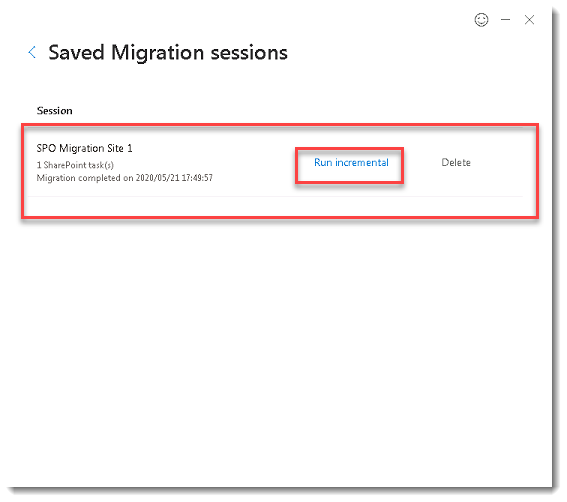 Saved Migration sessions
Session
SPO Migration Site 1
1 SharePoint task(s)
Migration completed on 2020/05/21 17:49:57
Run incremental
Delete